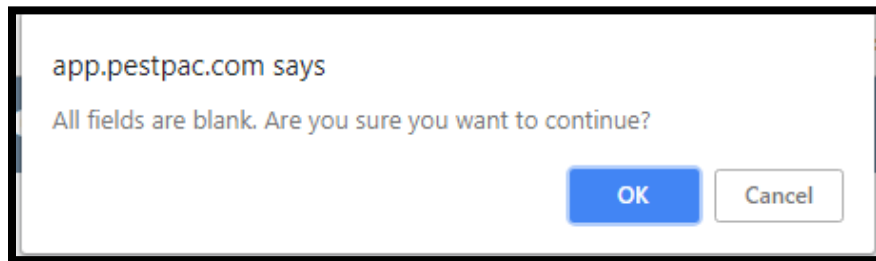 app.pestpac.com says
All fields are blank. Are you sure you want to continue?
OK
Cancel